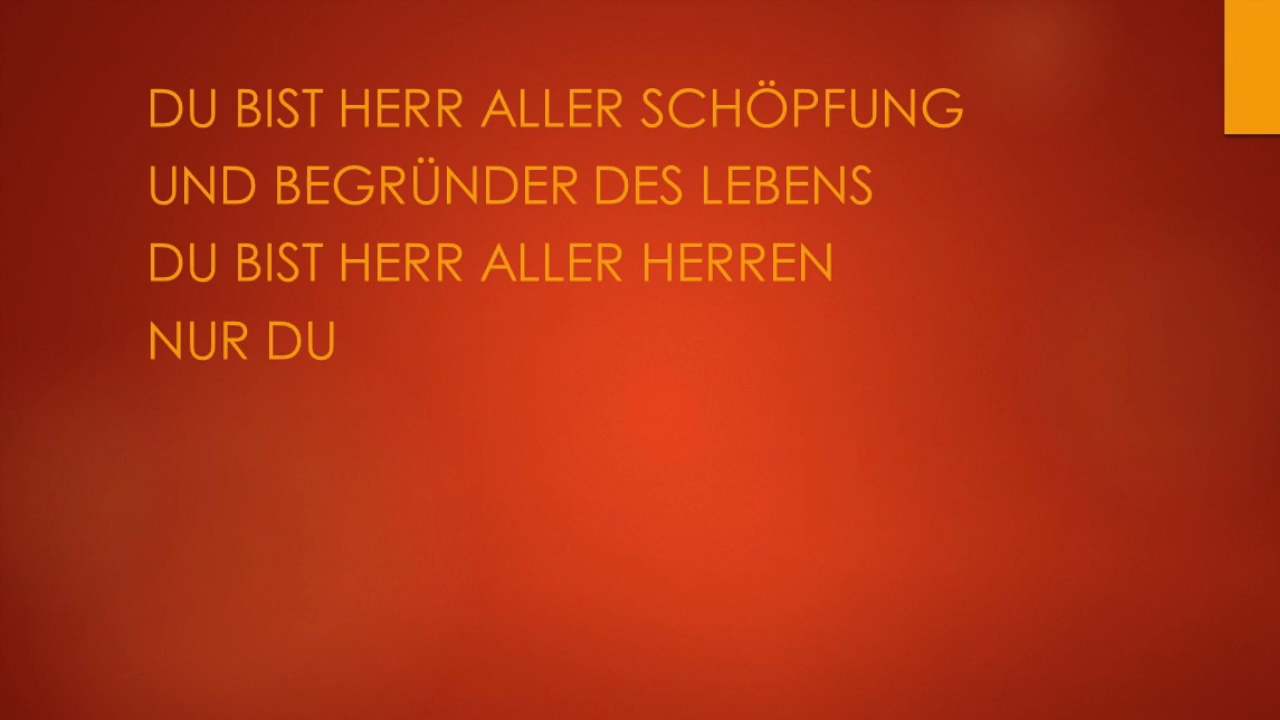 DU BIST HERR ALLER SCHÖPFUNG
UND BEGRÜNDER DES LEBENS
DU BIST HERR ALLER HERREN
NUR DU